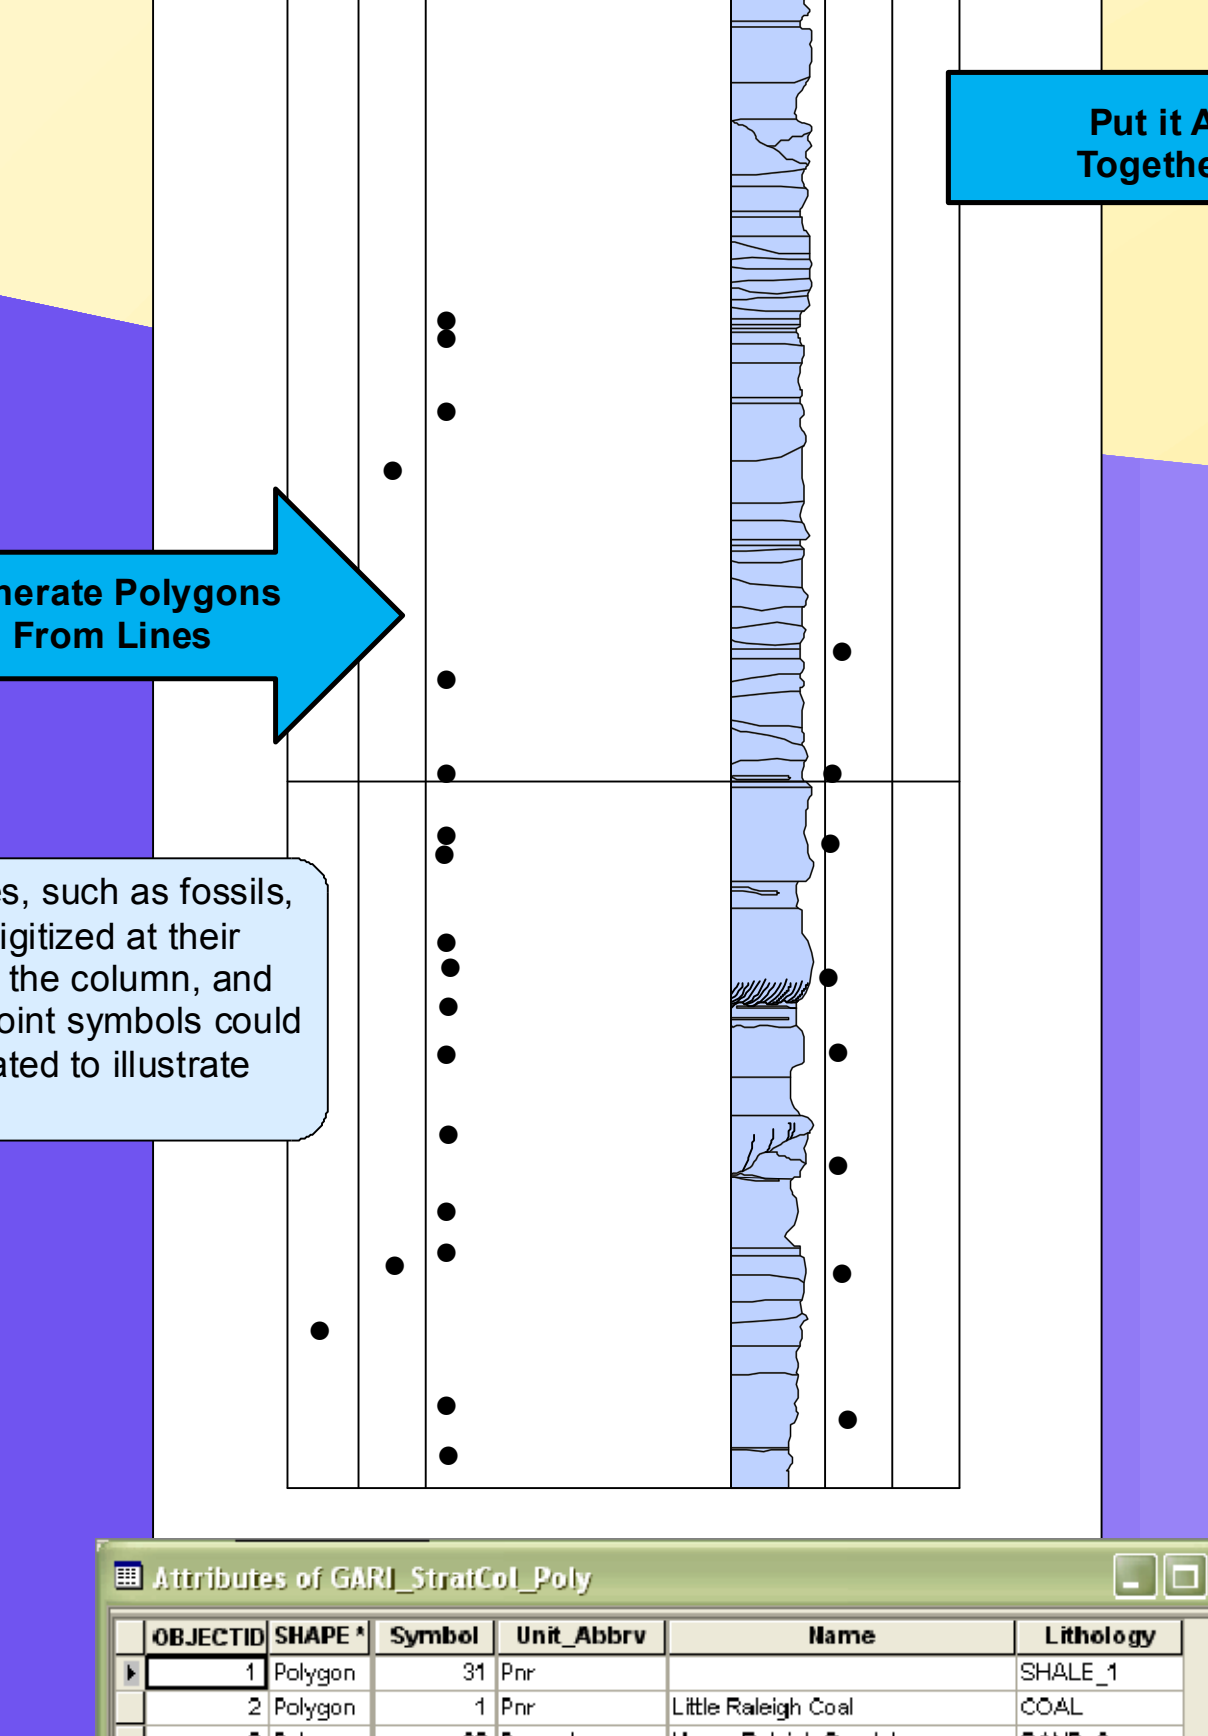 Put it A
Togethe
nerate Polygons
From Lines
es, such as fossils,
igitized at their
the column, and
oint symbols could
ated to illustrate
Attributes of GARI_StratCol_Poly
OBJECTID SHAPE * Symbol Unit_Abbrv Name Lithology
1 Polygon 31 Pnr SHALE_1
2 Polygon 1 Pnr Little Raleigh Coal COAL